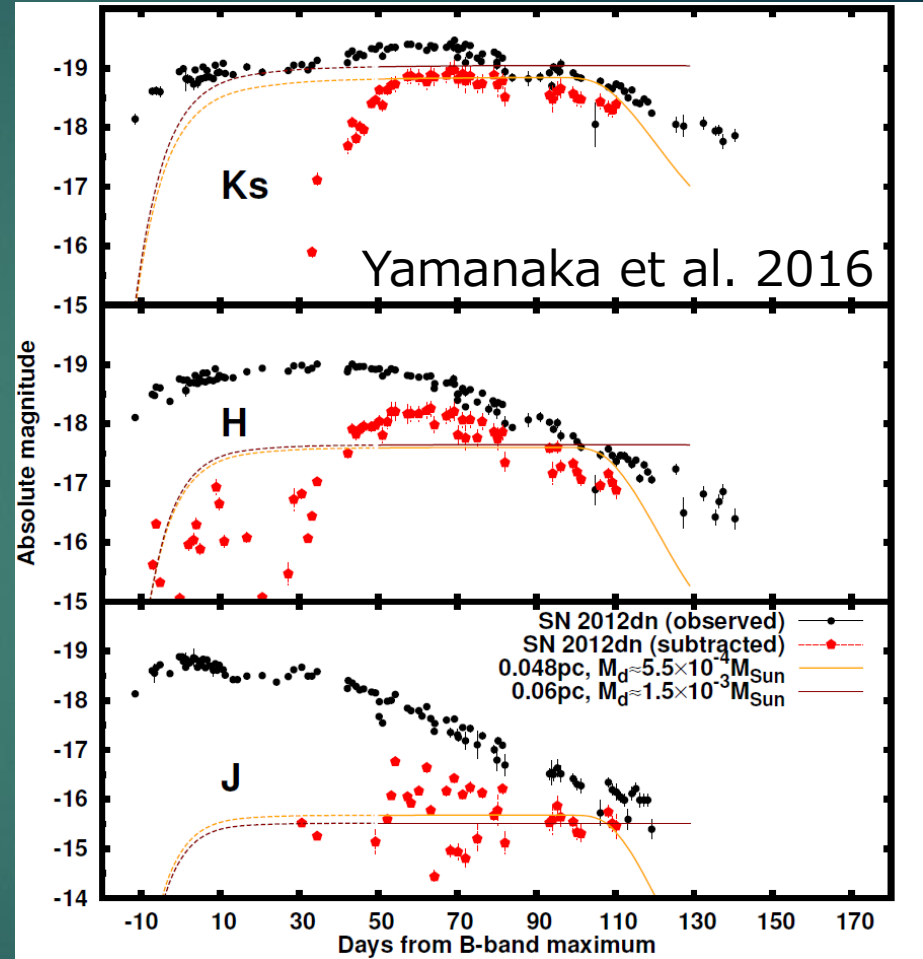 -19
-18
-17
-16
-15
Ks
Yamanaka et al. 2016
-19
-18
-17
-16
-15
H
Absolute magnitude
SN 2012dn (observed)
SN 2012dn (subtracted)
0.048pc, Md≈5.5×10-4MSun
0.06pc, Md≈1.5×10-3MSun
-19
-18
-17
-16
-15
-14
J
-10 10 30 50 70 90 110 130 150 170
Days from B-band maximum